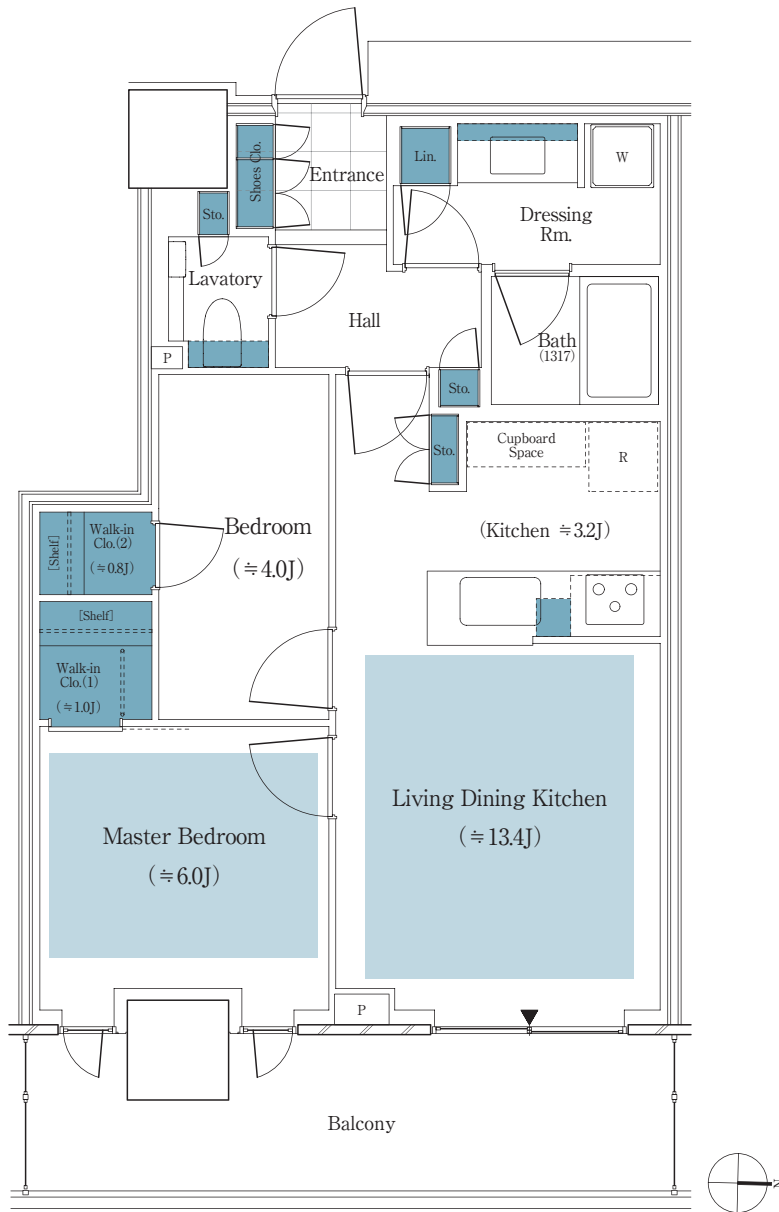 Shoes Clo.
Entrance
Lin.
W
Sto.
Dressing
Rm.
Lavatory
Hall
Bath
(1317)
P
Sto.
Sto.
Cupboard
Space
R
Walk-in
Clo.(2)
(≒0.8J)
[Shelf]
Bedroom
(≒4.0J)
(Kitchen ≒3.2J)
[Shelf]
Walk-in
Clo.(1)
(≒1.0J)
Living Dining Kitchen
(≒13.4J)
Master Bedroom
(≒6.0J)
P
Balcony
N